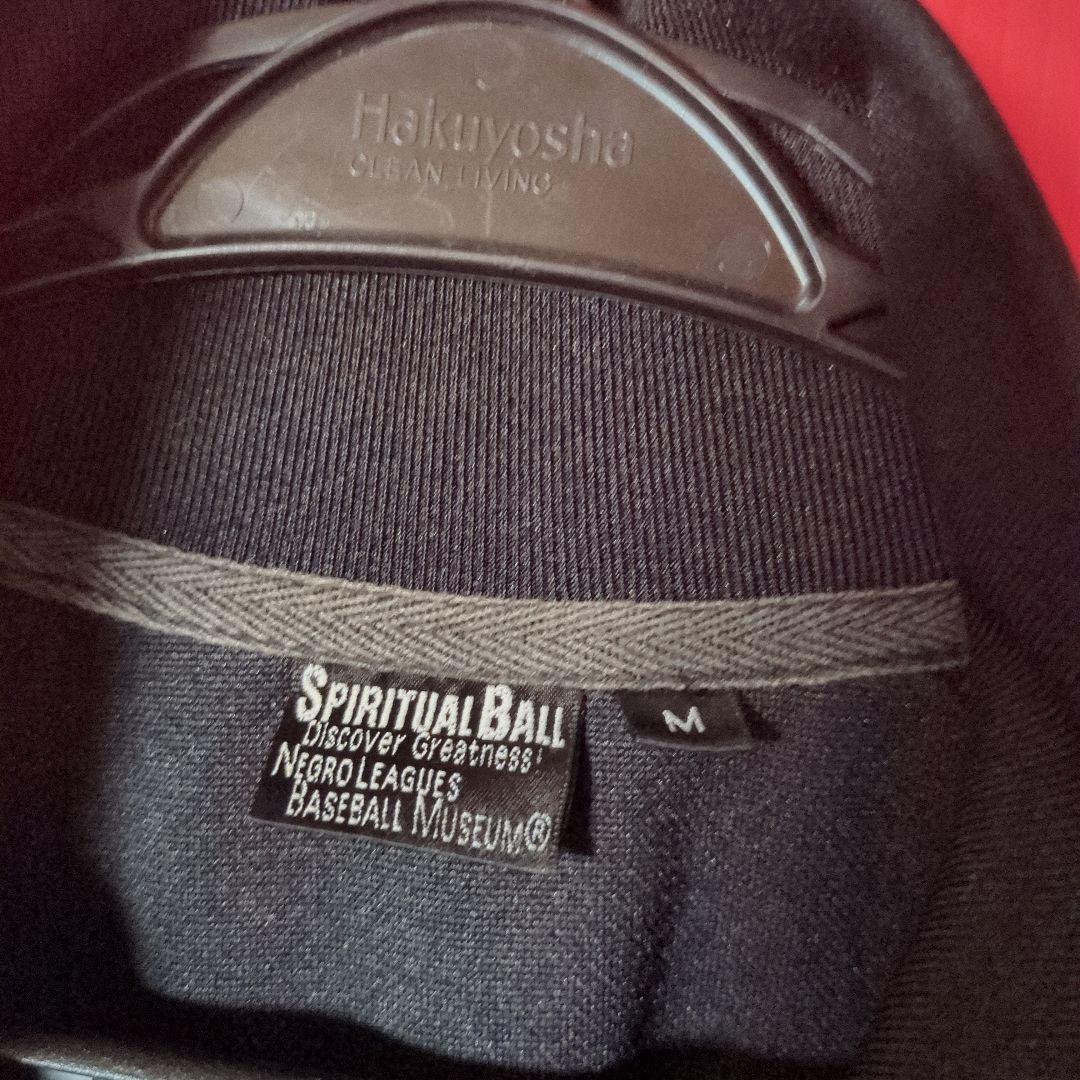 Hakuyosha
CLEAN LIVING
SPIRITUAL BALL
Discover Greatness
NEGRO LEAGUES
BASEBALL MUSEUM®
M